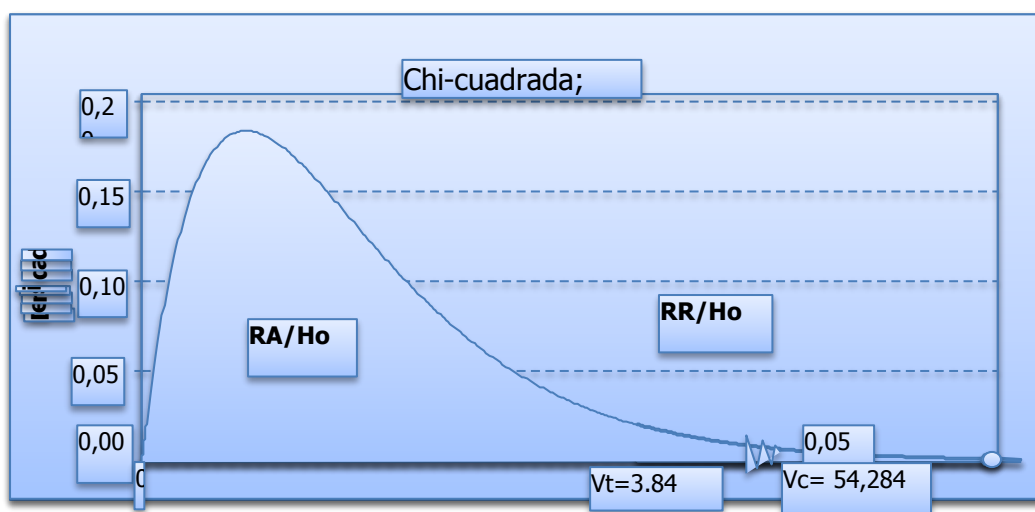 Chi-cuadrada;
0,2
0,15
0,10
RR/Ho
RA/Ho
0,05
0,00
0,05
Vt=3.84
Vc= 54,284